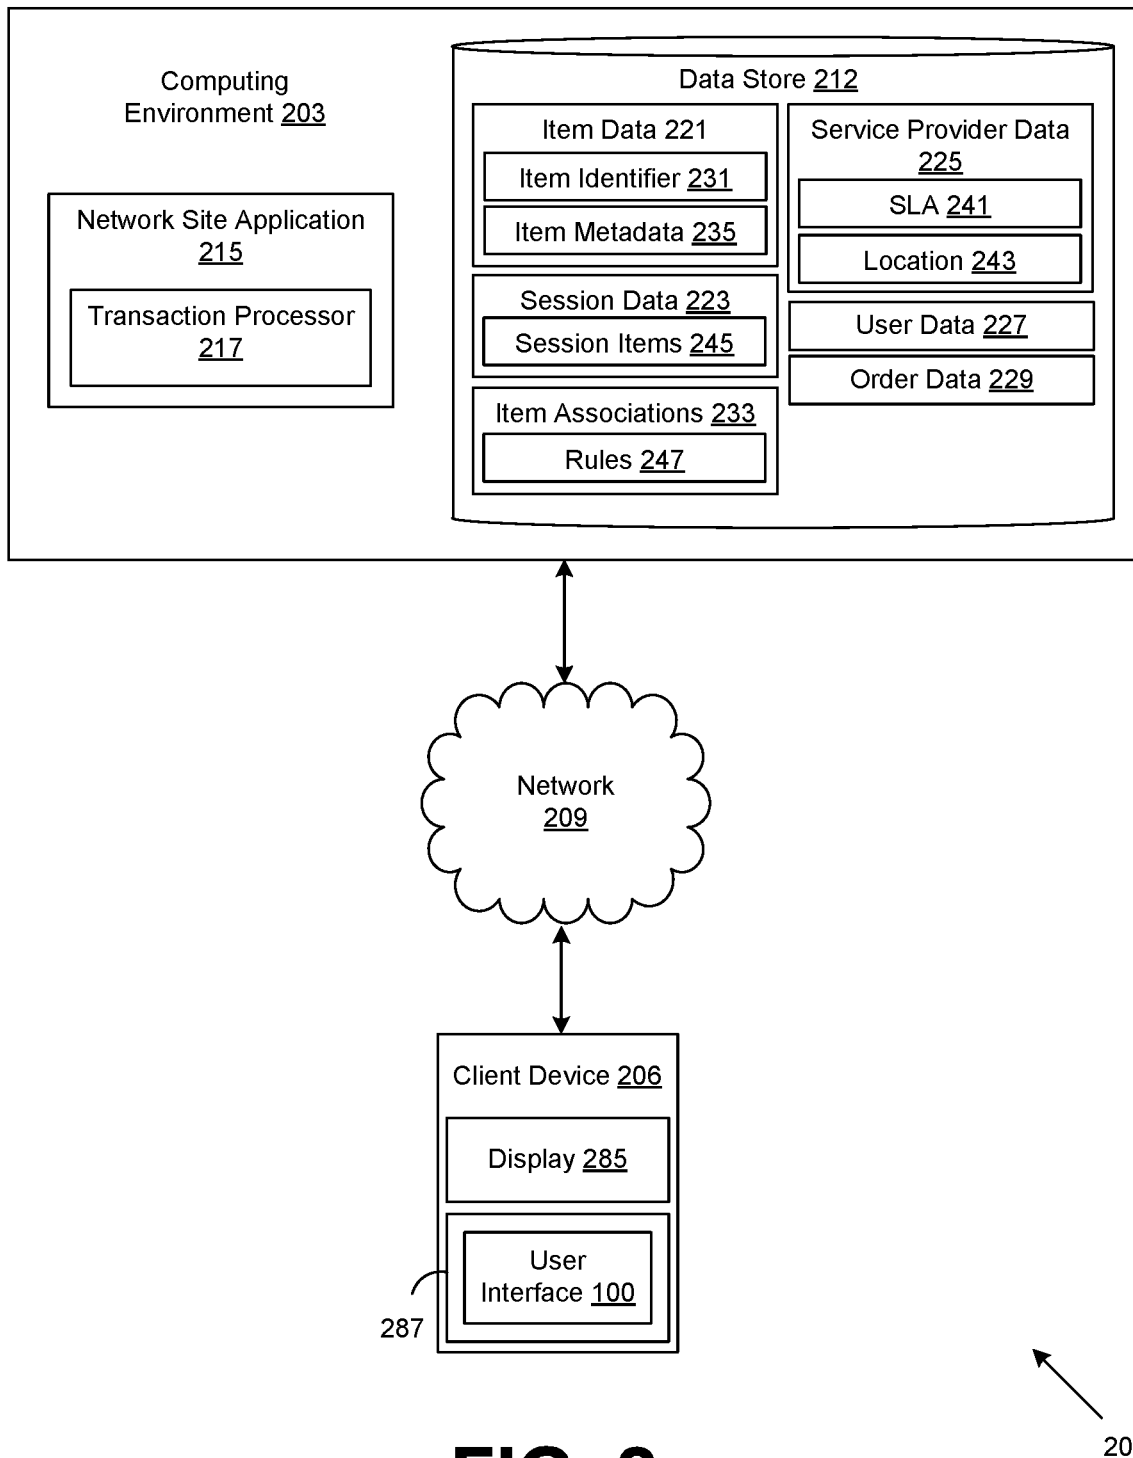 Computing
Environment 203
Network Site Application
215
Transaction Processor
217
Data Store 212
Item Data 221
Item Identifier 231
Item Metadata 235
Session Data 223
Session Items 245
Item Associations 233
Rules 247
Service Provider Data
225
SLA 241
Location 243
User Data 227
Order Data 229
Network
209
Client Device 206
Display 285
User
Interface 100
287
20